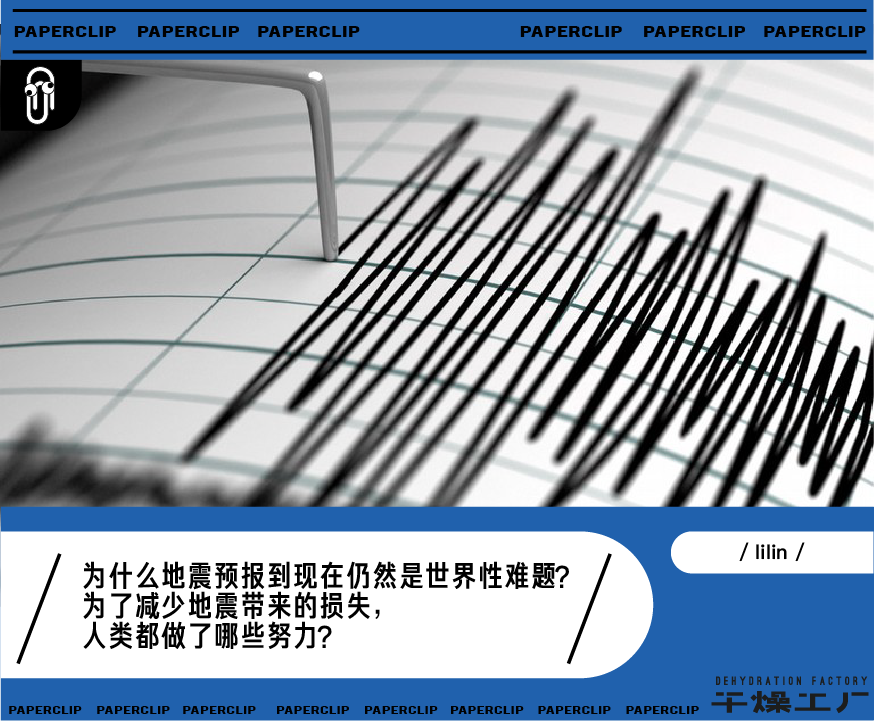 PAPERCLIP PAPERCLIP PAPERCLIP PAPERCLIP PAPERCLIP PAPERCLIP
/ lilin /
为什么地震预报到现在仍然是世界性难题?
为了减少地震带来的损失，
人类都做了哪些努力?
DEHYDRATION FACTORY
干燥工厂
PAPERCLIP PAPERCLIP PAPERCLIP PAPERCLIP PAPERCLIP PAPERCLIP PAPERCLIP PAPERCLIP